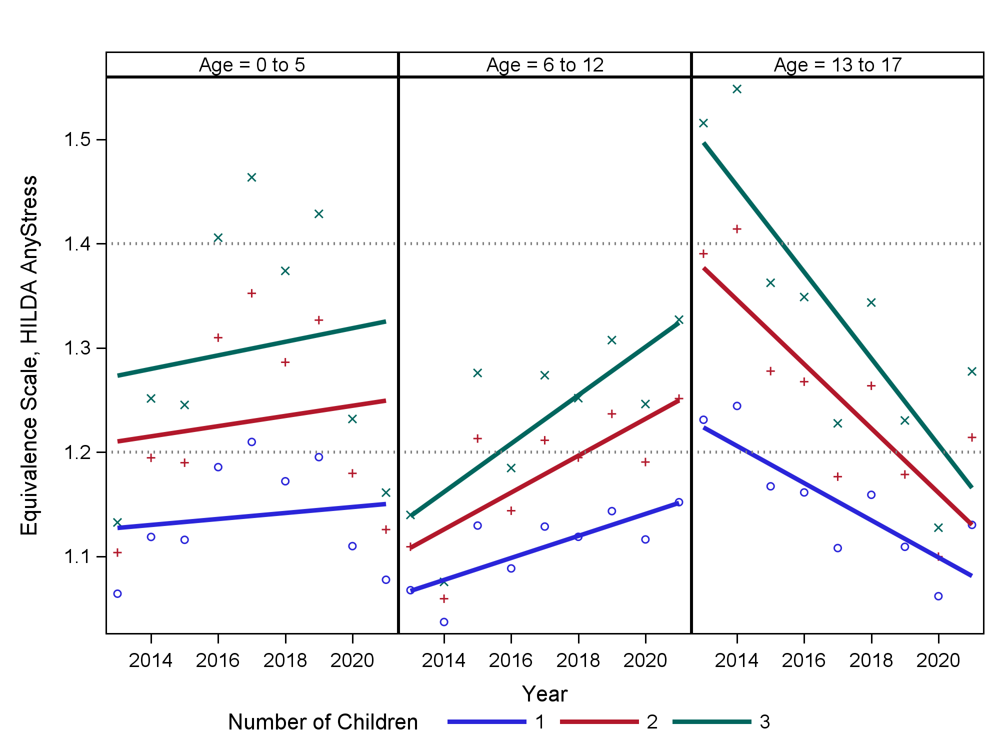 Age = 0 to 5
Age = 6 to 12
Age = 13 to 17
Equivalence Scale, HILDA AnyStress
1.5
1.4
1.3
1.2
1.1
2014 2016 2018 2020
2014 2016 2018 2020
2014 2016 2018 2020
Year
Number of Children 1 2 3